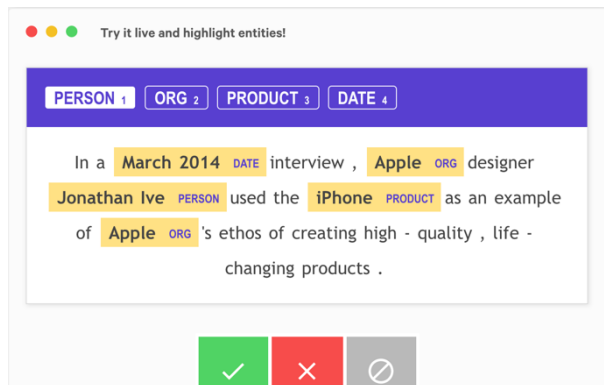 Try it live and highlight entities!
PERSON 1 ORG 2 PRODUCT 3 DATE 4
In a March 2014 DATE interview , Apple ORG designer
Jonathan Ive PERSON used the iPhone PRODUCT as an example
of Apple ORG 's ethos of creating high - quality , life -
changing products .